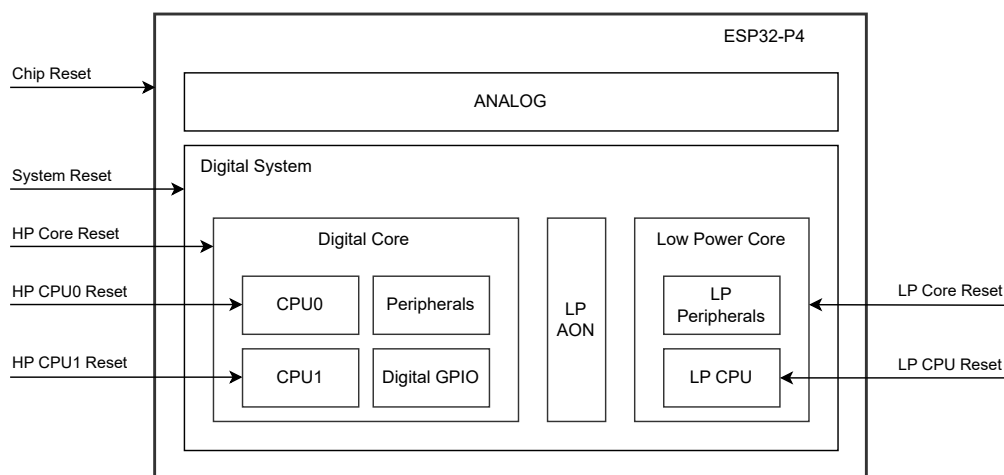 ESP32-P4
Chip Reset
ANALOG
Digital System
System Reset
HP Core Reset
Digital Core
Low Power Core
HP CPU0 Reset
CPU0
Peripherals
LP
AON
LP
Peripherals
LP Core Reset
HP CPU1 Reset
CPU1
Digital GPIO
LP CPU
LP CPU Reset